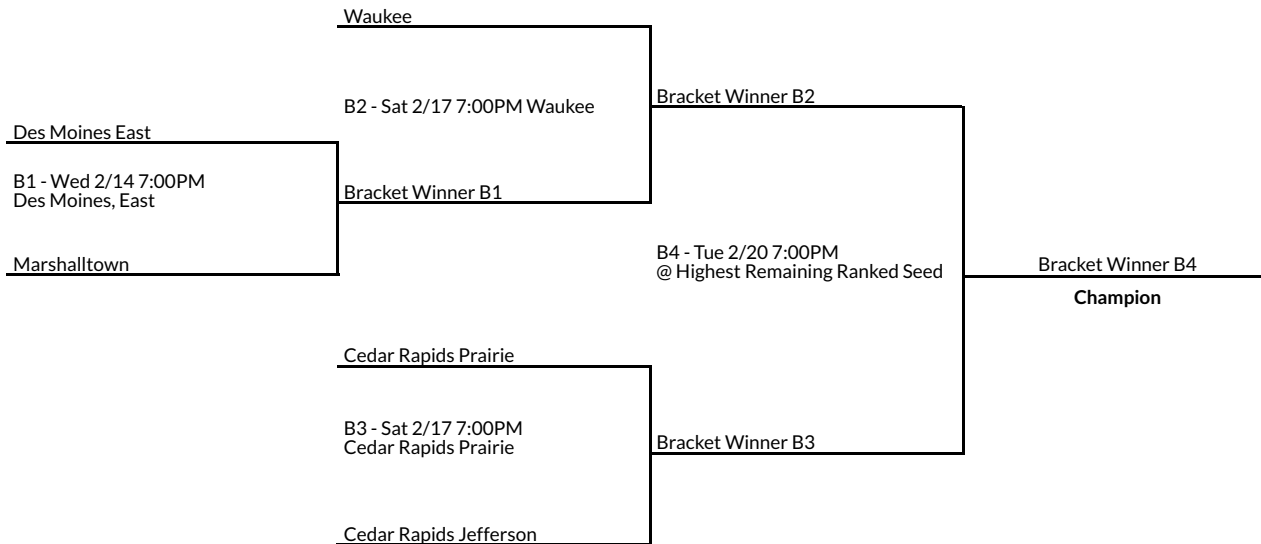 Waukee
B2 - Sat 2/17 7:00PM Waukee
Bracket Winner B2
Des Moines East
B1 - Wed 2/14 7:00PM
Des Moines, East
Bracket Winner B1
Marshalltown
B4 - Tue 2/20 7:00PM
@ Highest Remaining Ranked Seed
Bracket Winner B4
Champion
Cedar Rapids Prairie
B3 - Sat 2/17 7:00PM
Cedar Rapids Prairie
Bracket Winner B3
Cedar Rapids Jefferson